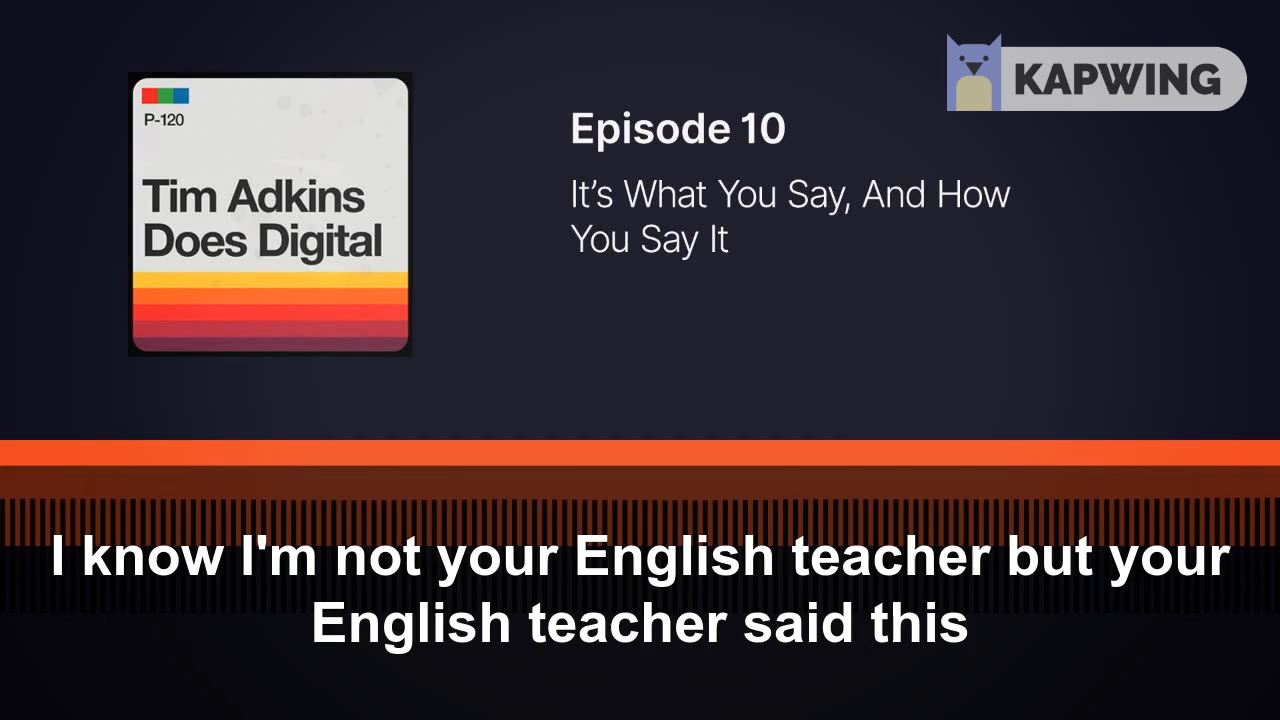 P-120
Tim Adkins
Does Digital
Episode 10
It’s What You Say, And How
You Say It
KAPWING
I know I'm not your English teacher but your
English teacher said this